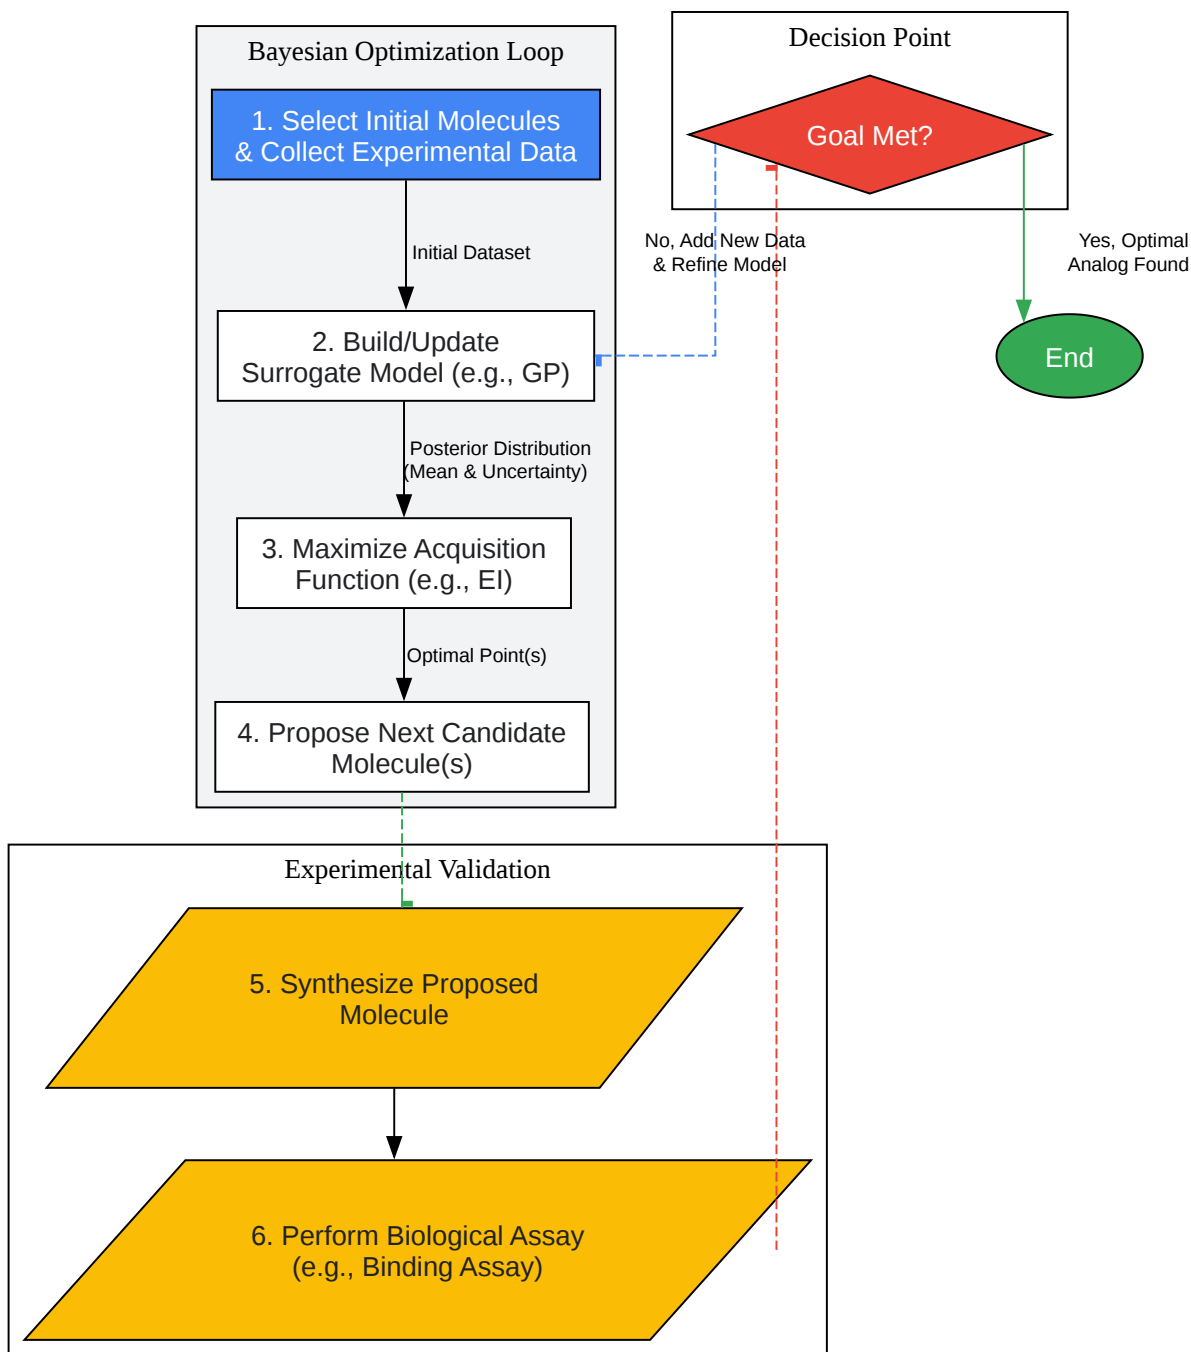 Bayesian Optimization Loop
1. Select Initial Molecules
& Collect Experimental Data
Initial Dataset
2. Build/Update
Surrogate Model (e.g., GP)
Posterior Distribution
(Mean & Uncertainty)
3. Maximize Acquisition
Function (e.g., EI)
Optimal Point(s)
4. Propose Next Candidate
Molecule(s)
Experimental Validation
5. Synthesize Proposed
Molecule
6. Perform Biological Assay
(e.g., Binding Assay)
Decision Point
Goal Met?
No, Add New Data
& Refine Model
Yes, Optimal
Analog Found
End